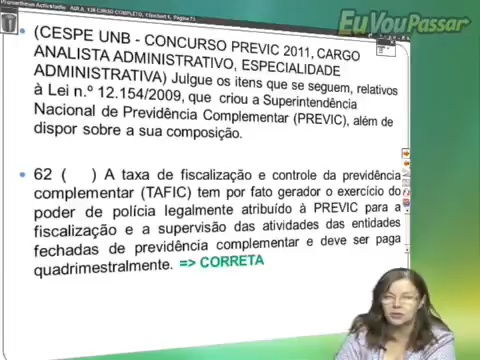 EuVouPassar
(CESPE UNB - CONCURSO PREVIC 2011, CARGO
ANALISTA ADMINISTRATIVO, ESPECIALIDADE
ADMINISTRATIVA) Julgue os itens que se seguem, relativos
à Lei n.º 12.154/2009, que criou a Superintendência
Nacional de Previdência Complementar (PREVIC), além de
dispor sobre a sua composição.
62 ( ) A taxa de fiscalização e controle da previdência
complementar (TAFIC) tem por fato gerador o exercício do
poder de polícia legalmente atribuído à PREVIC para a
fiscalização e a supervisão das atividades das entidades
fechadas de previdência complementar e deve ser paga
quadrimestralmente. => CORRETA